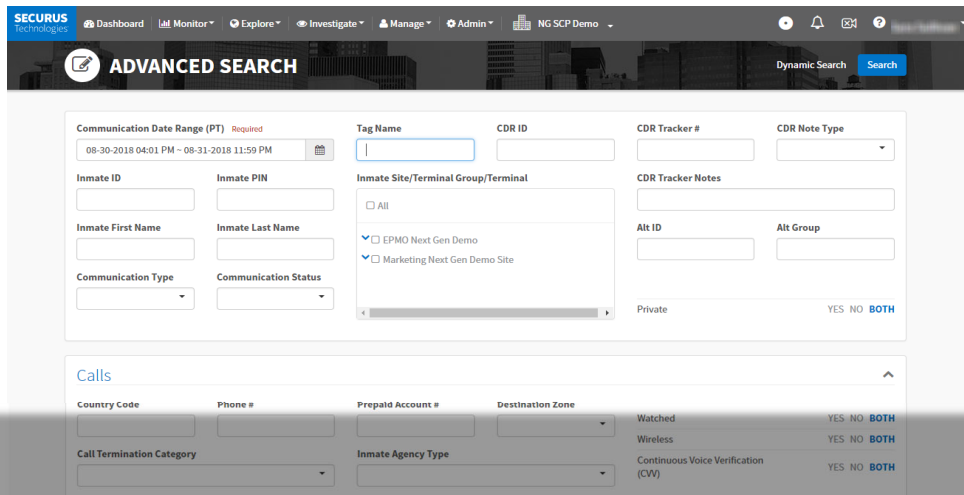 SECURUS Technologies
Dashboard Monitor Explore Investigate Manage Admin NG SCP Demo
ADVANCED SEARCH
Dynamic Search Search
Communication Date Range (PT) Required Tag Name CDR ID CDR Tracker # CDR Note Type
08-30-2018 04:01 PM ~ 08-31-2018 11:59 PM
Inmate ID Inmate PIN Inmate Site/Terminal Group/Terminal CDR Tracker Notes
All
Inmate First Name Inmate Last Name Alt ID Alt Group
EPMO Next Gen Demo
Marketing Next Gen Demo Site
Communication Type Communication Status
Private YES NO BOTH
Calls
Country Code Phone # Prepaid Account # Destination Zone
Watched YES NO BOTH
Wireless YES NO BOTH
Call Termination Category Inmate Agency Type
Continuous Voice Verification (CVV) YES NO BOTH